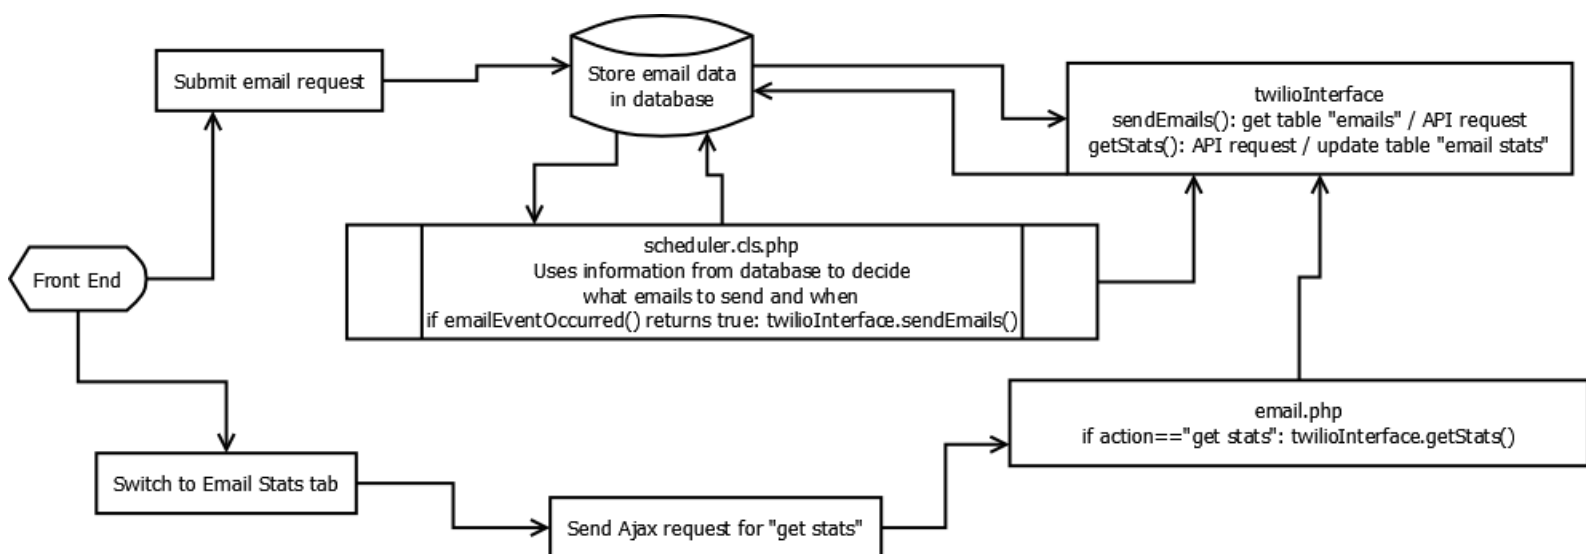 Submit email request
Store email data
in database
twilioInterface
sendEmails(): get table "emails" / API request
getStats(): API request / update table "email stats"
scheduler.cls.php
Uses information from database to decide
what emails to send and when
if emailEventOccurred() returns true: twilioInterface.sendEmails()
Front End
email.php
if action=="get stats": twilioInterface.getStats()
Switch to Email Stats tab
Send Ajax request for "get stats"